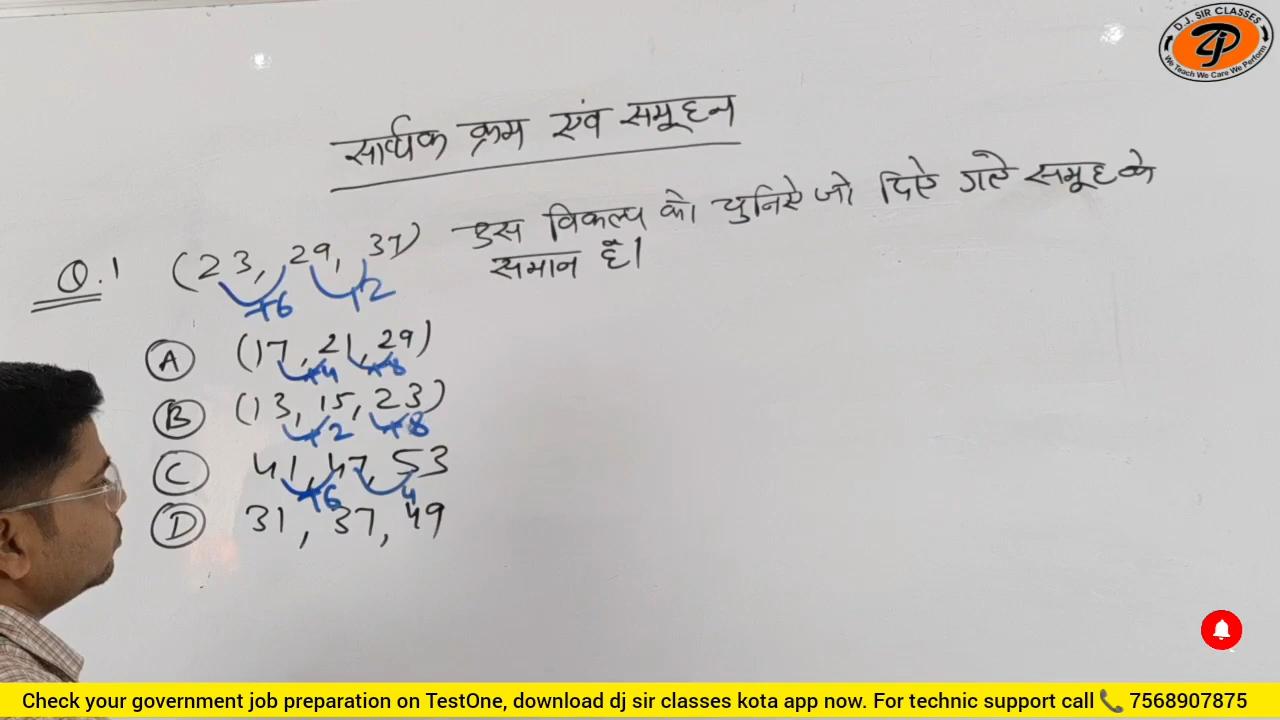 D.J. SIR CLASSES
We Teach We Care We Perform
सार्थक क्रम एवं समूहन
Q.1 (23, 29, 37) उस विकल्प को चुनिऐ जो दिऐ गऐ समूह के
समान है।
+6 +2
A (17, 21, 29)
+4 +8
B (13, 15, 23)
+2 +8
C 41, 47, 53
+6 4
D 31, 37, 49
Check your government job preparation on TestOne, download dj sir classes kota app now. For technic support call 📞 7568907875